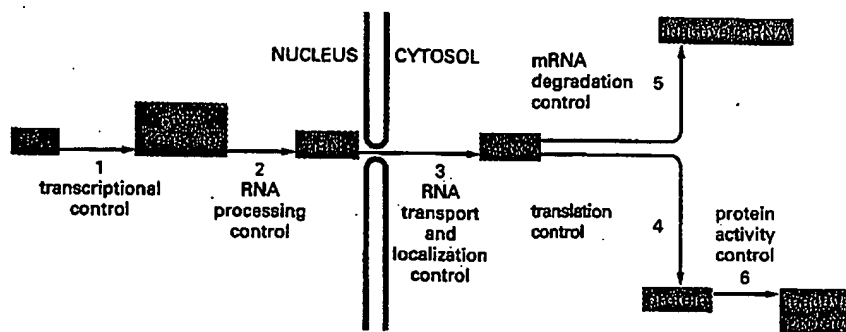 NUCLEUS
CYTOSOL
1
transcriptional
control
2
RNA
processing
control
3
RNA
transport
and
localization
control
mRNA
degradation
control
5
translation
control
4
protein
activity
control
6